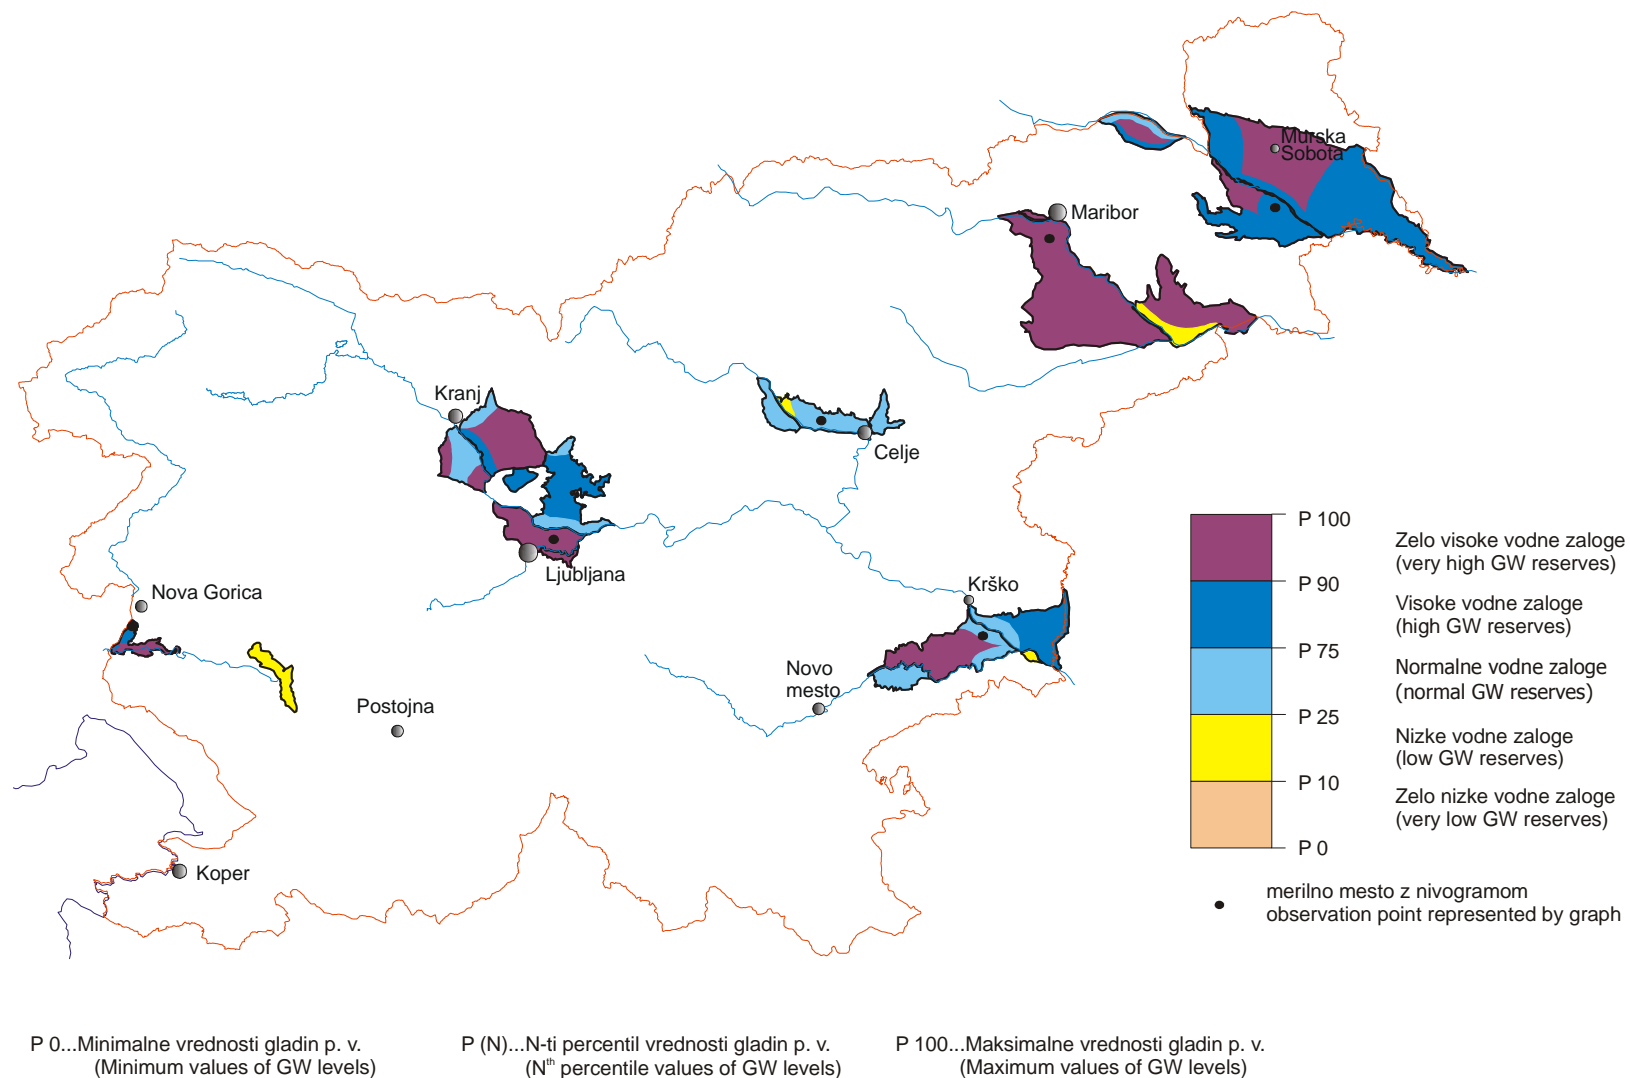 Murska
Sobota
Maribor
Kranj
Celje
Ljubljana
Nova Gorica
Krško
Novo
mesto
Postojna
Koper
P 100
Zelo visoke vodne zaloge
(very high GW reserves)
P 90
Visoke vodne zaloge
(high GW reserves)
P 75
Normalne vodne zaloge
(normal GW reserves)
P 25
Nizke vodne zaloge
(low GW reserves)
P 10
Zelo nizke vodne zaloge
(very low GW reserves)
P 0
merilno mesto z nivogramom
observation point represented by graph
P 0...Minimalne vrednosti gladin p. v.
(Minimum values of GW levels)
P (N)...N-ti percentil vrednosti gladin p. v.
(Nth percentile values of GW levels)
P 100...Maksimalne vrednosti gladin p. v.
(Maximum values of GW levels)